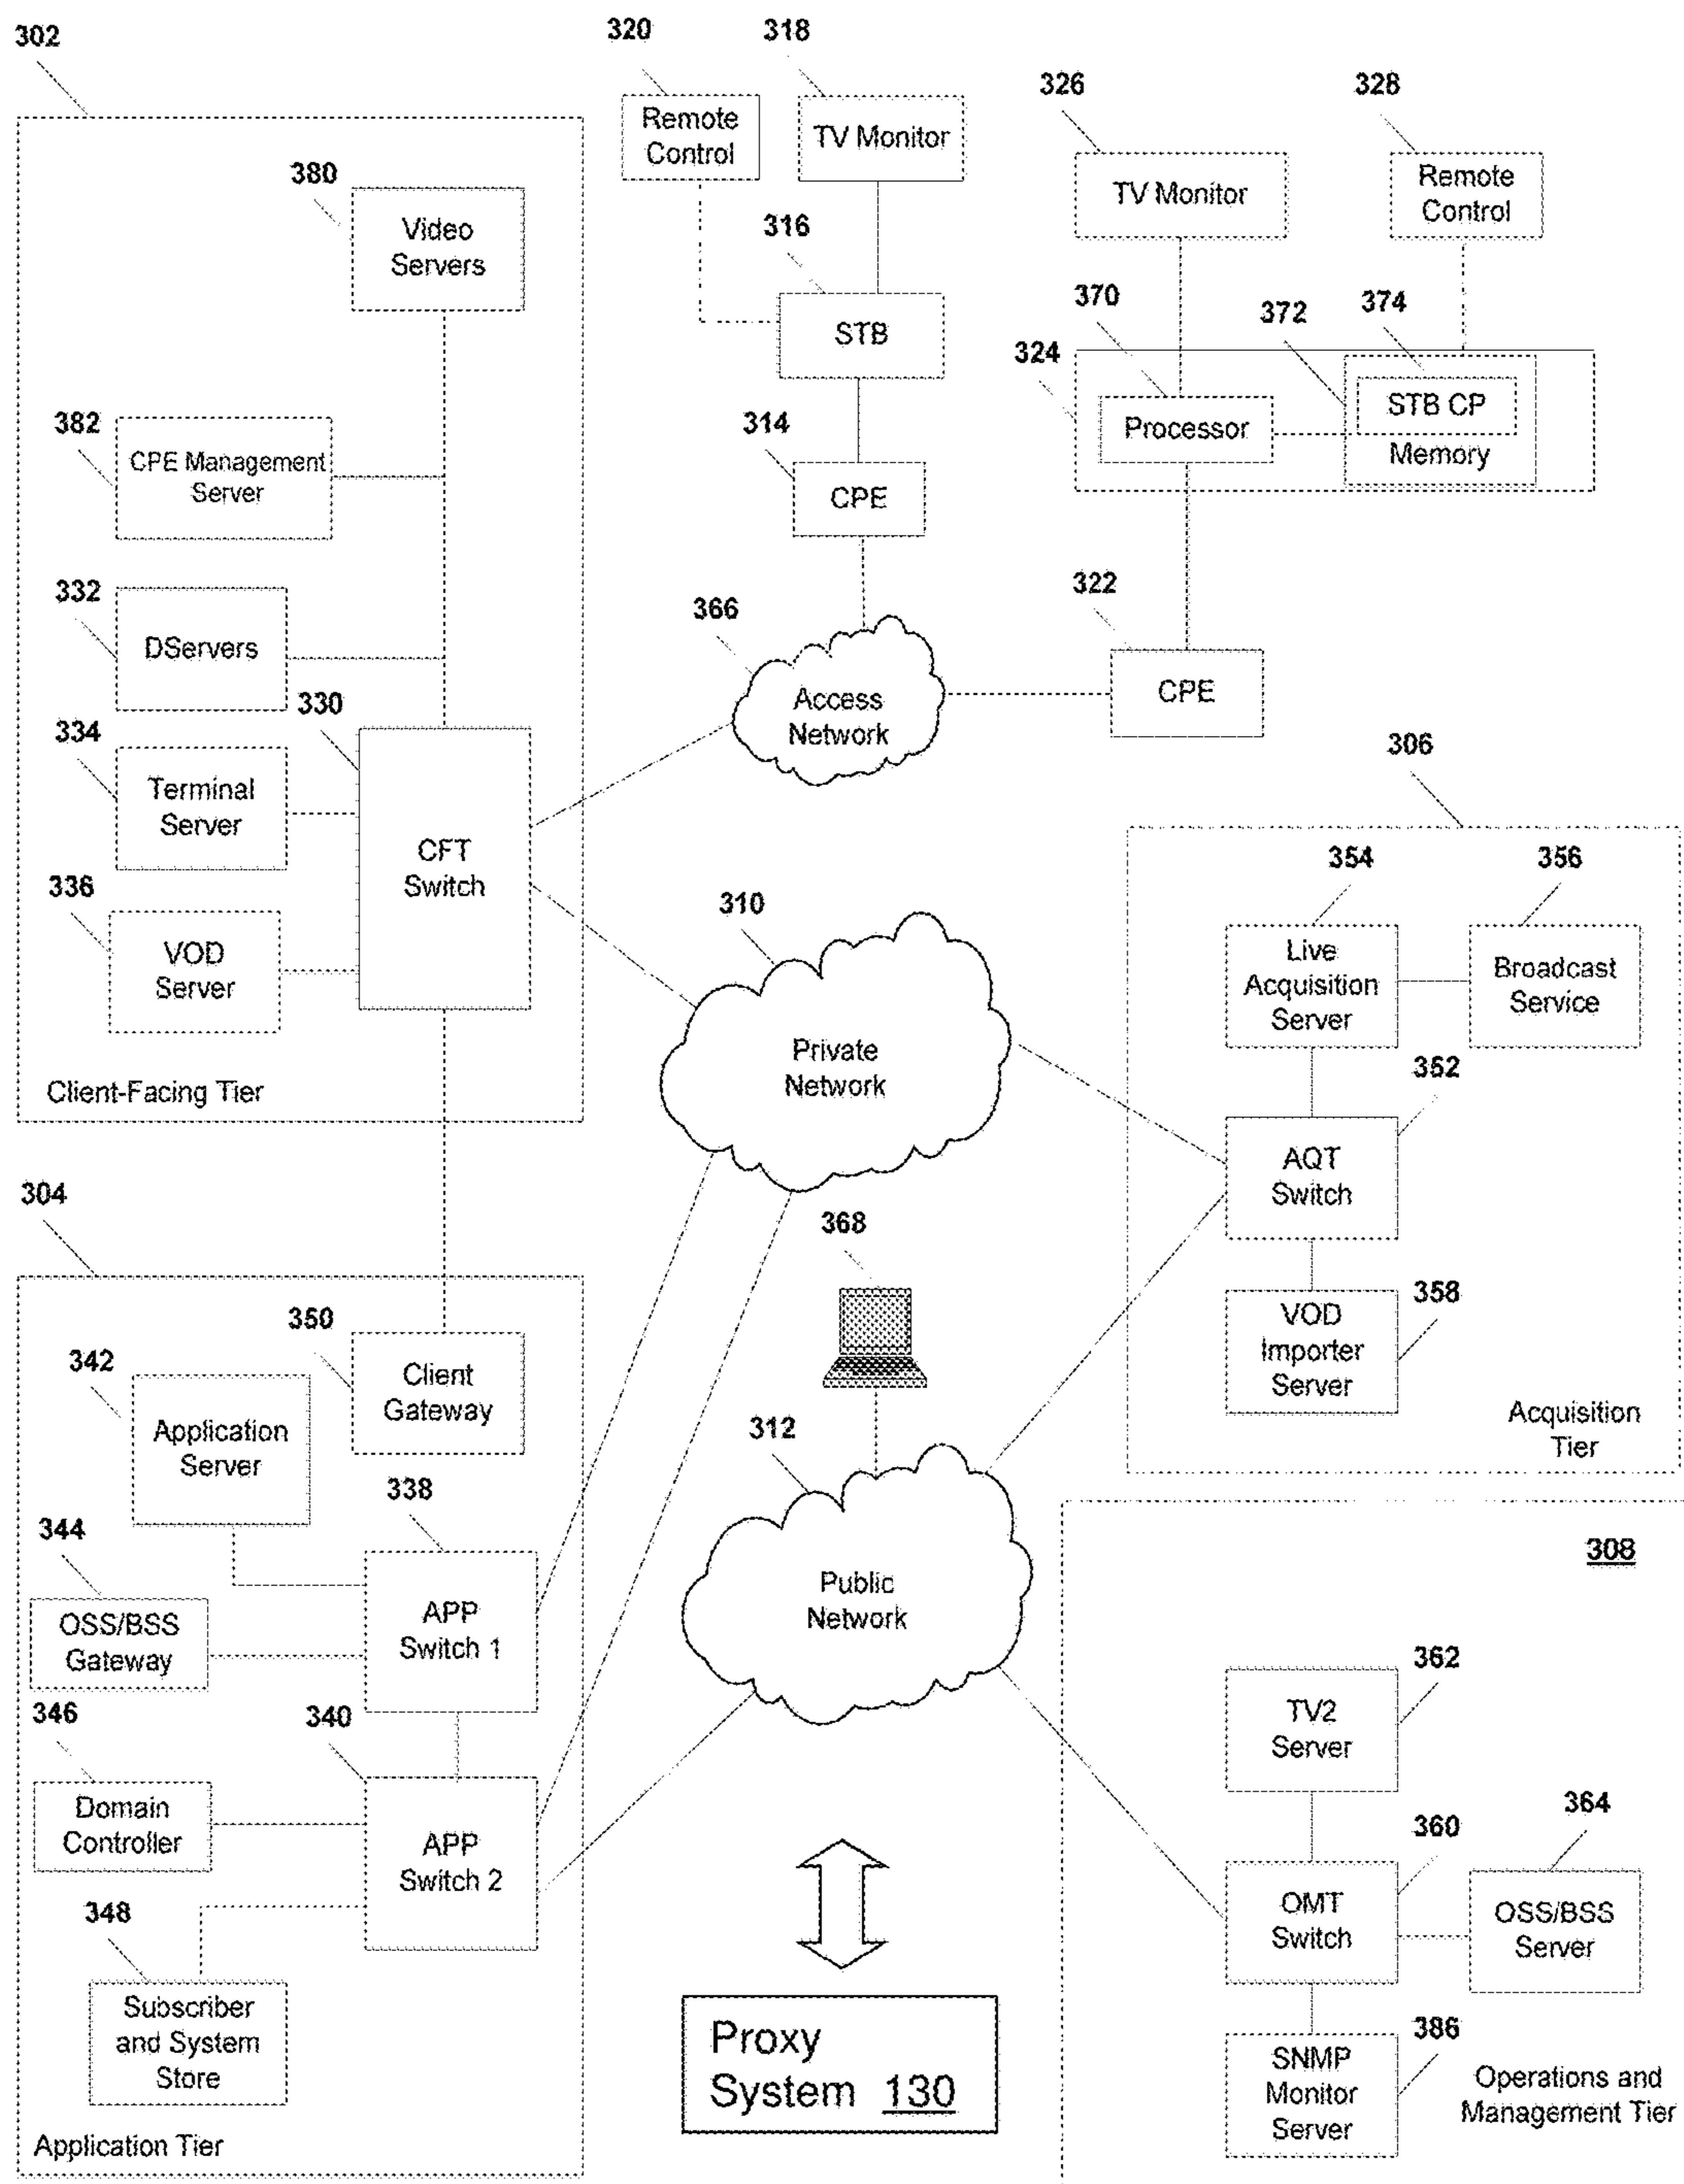 302
320
318
326
328
Remote
Control
TV Monitor
380
Video
Servers
316
STB
TV Monitor
Remote
Control
370
372
374
324
STB CP
Processor
Memory
382
CPE Management
Server
314
CPE
332
DServers
366
Access
Network
322
CPE
330
334
Terminal
Server
CFT
Switch
336
VOD
Server
Client-Facing Tier
310
Private
Network
306
354
356
Live
Acquisition
Server
Broadcast
Service
352
AQT
Switch
358
VOD
Importer
Server
Acquisition
Tier
304
350
Client
Gateway
342
Application
Server
368
312
Public
Network
338
344
OSS/BSS
Gateway
APP
Switch 1
346
340
Domain
Controller
APP
Switch 2
348
Subscriber
and System
Store
Application Tier
308
362
TV2
Server
360
364
OMT
Switch
OSS/BSS
Server
386
SNMP
Monitor
Server
Operations and
Management Tier
Proxy
System 130